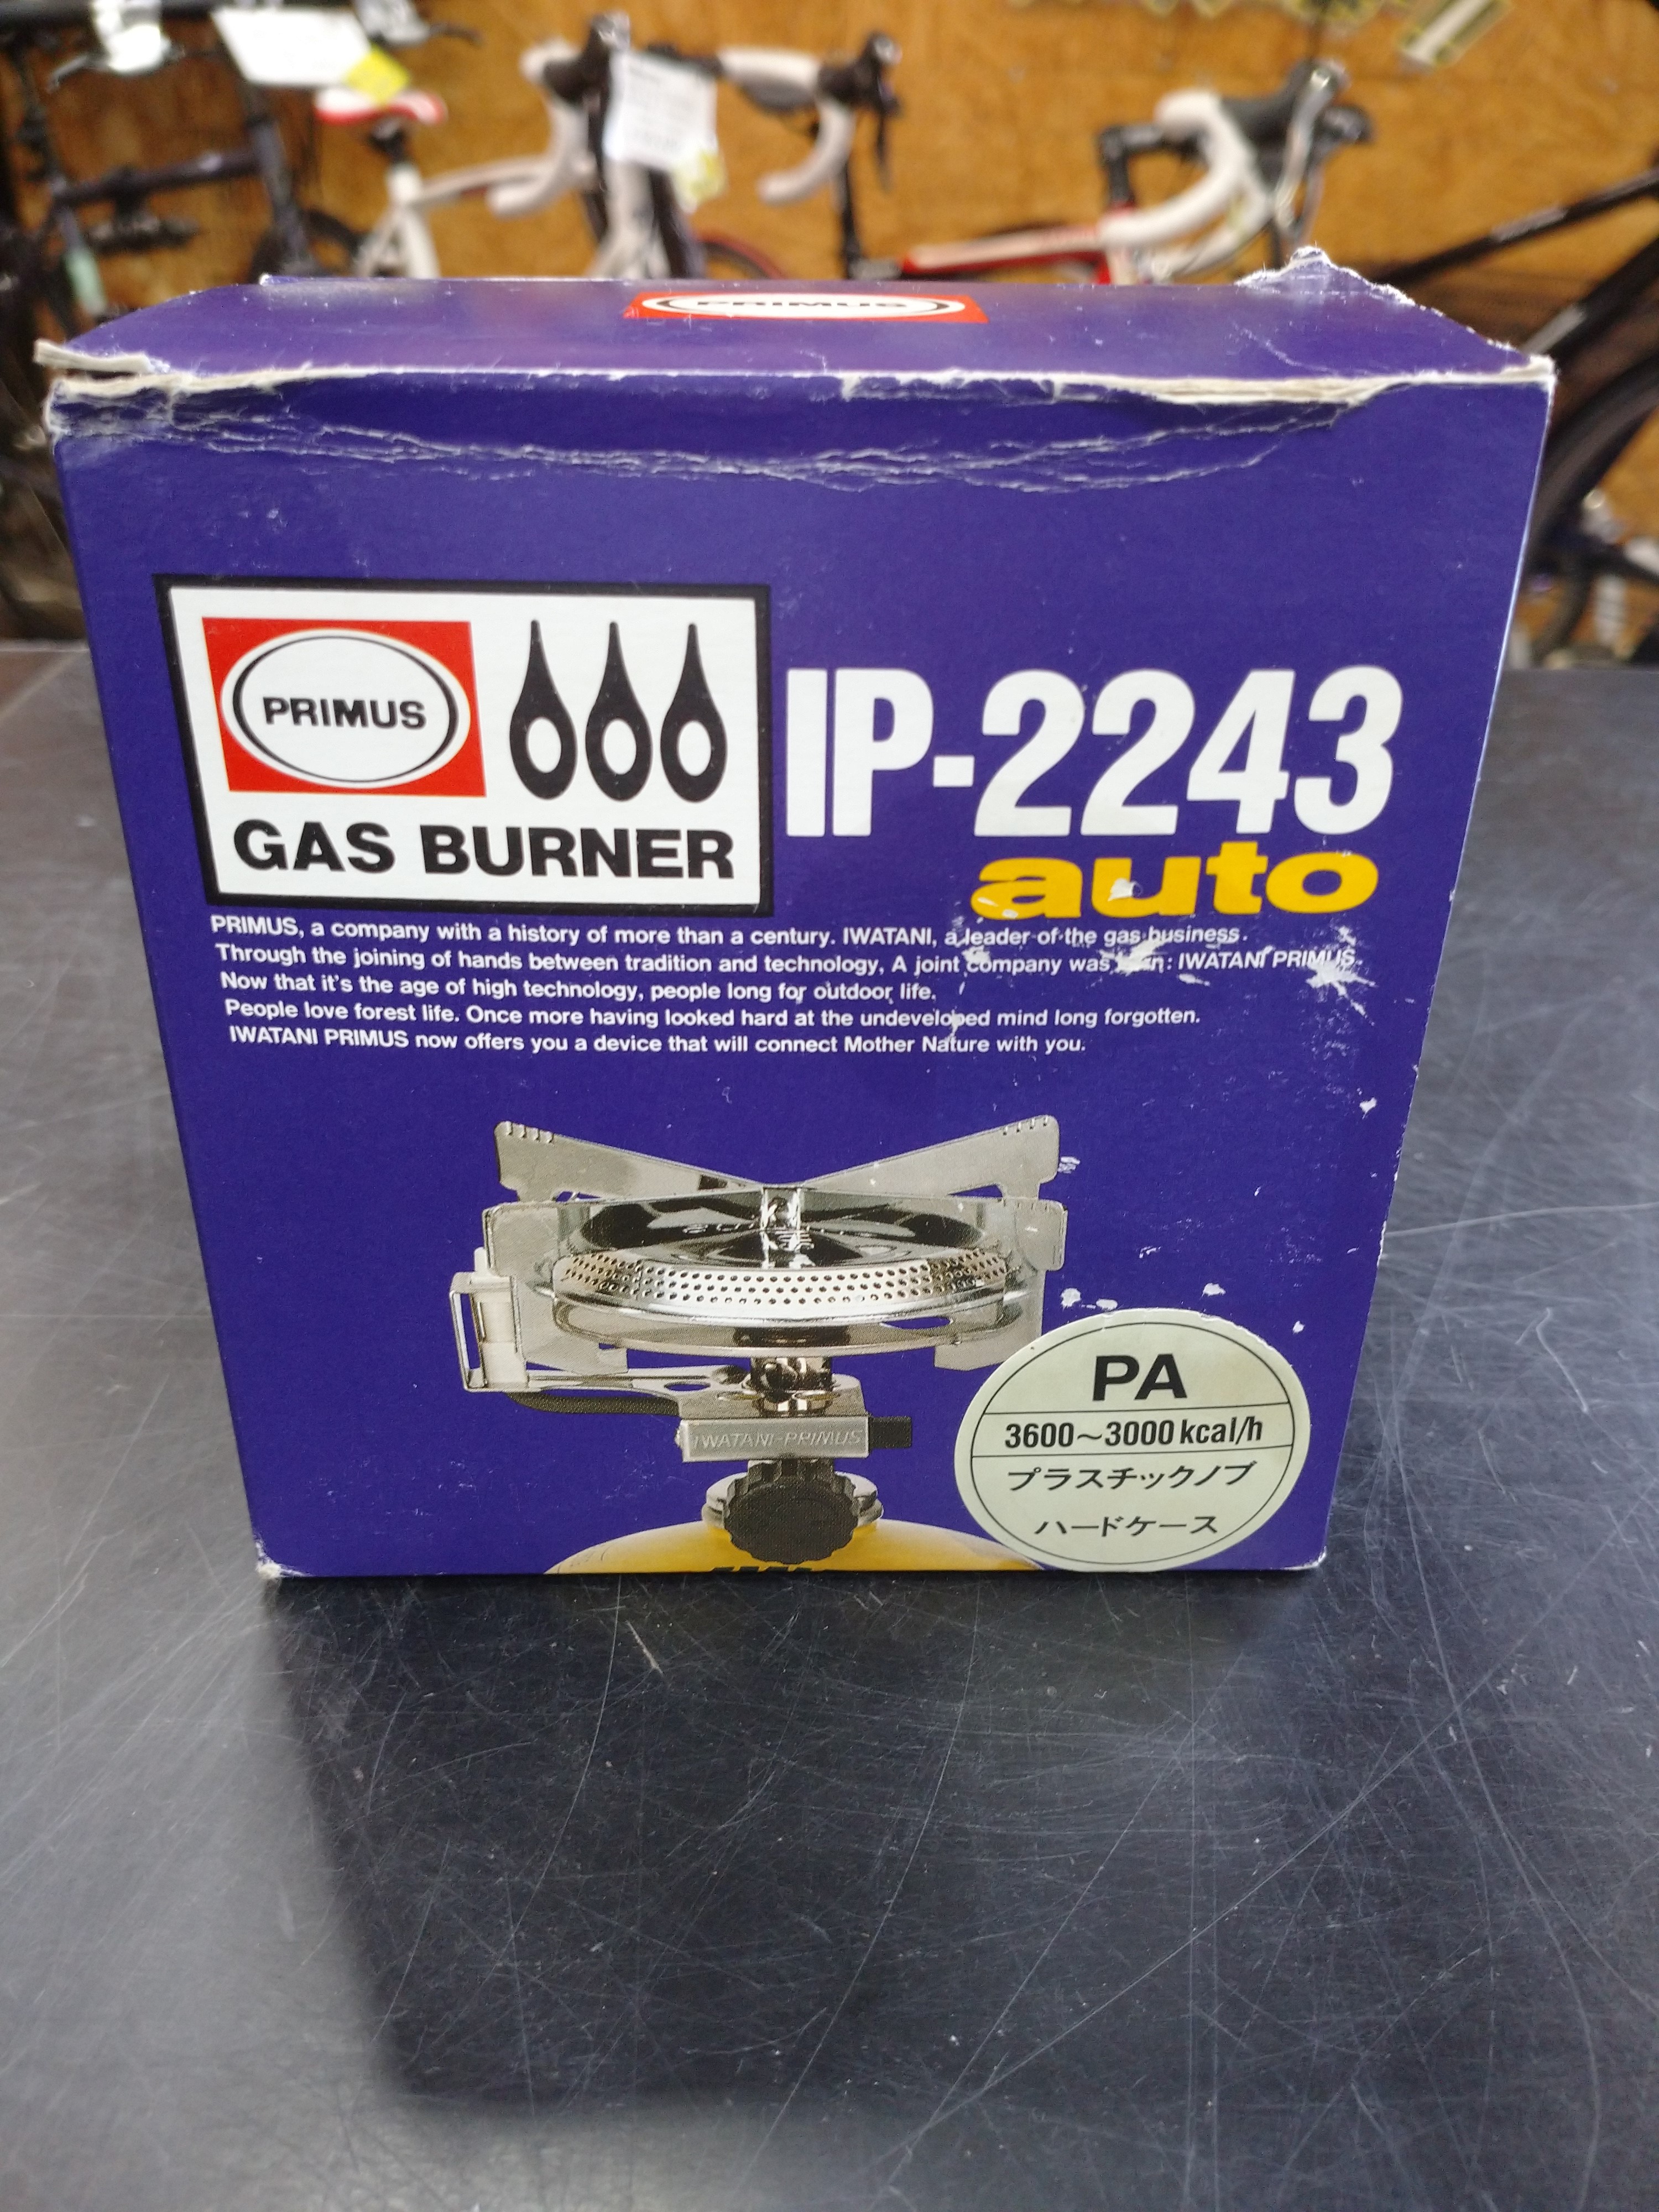 PRIMUS
PRIMUS
GAS BURNER
IP-2243
auto
PRIMUS, a company with a history of more than a century. IWATANI, a leader of the gas business.
Through the joining of hands between tradition and technology, A joint company was : IWATANI PRIMUS.
Now that it's the age of high technology, people long for outdoor life.
People love forest life. Once more having looked hard at the undeveloped mind long forgotten.
IWATANI PRIMUS now offers you a device that will connect Mother Nature with you.
IWATANI-PRIMUS
PA
3600~3000 kcal/h
プラスチックノブ
ハードケース